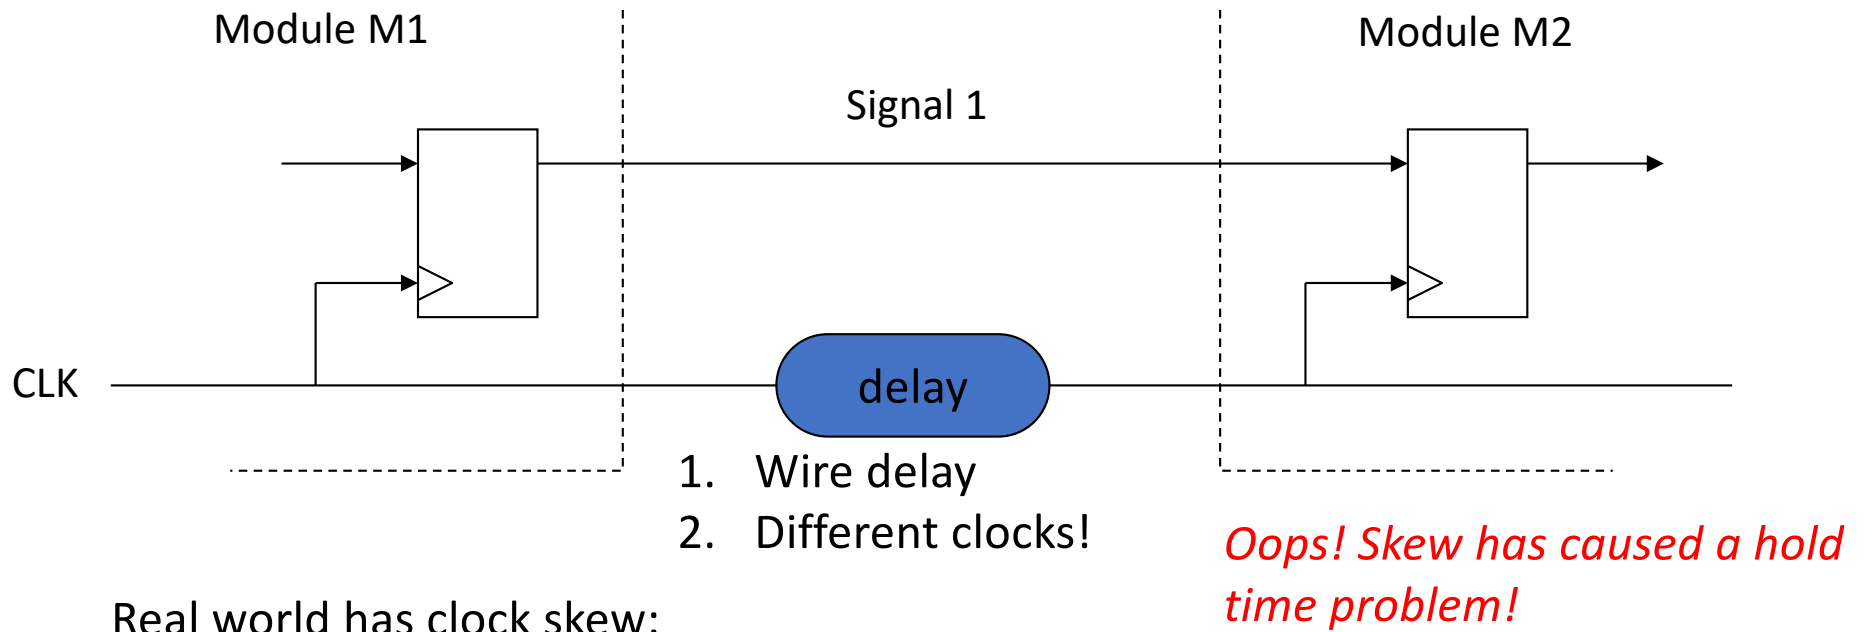 Module M1
Module M2
Signal 1
CLK
delay
1. Wire delay
2. Different clocks!
Oops! Skew has caused a hold
time problem!
Real world has clock skew: